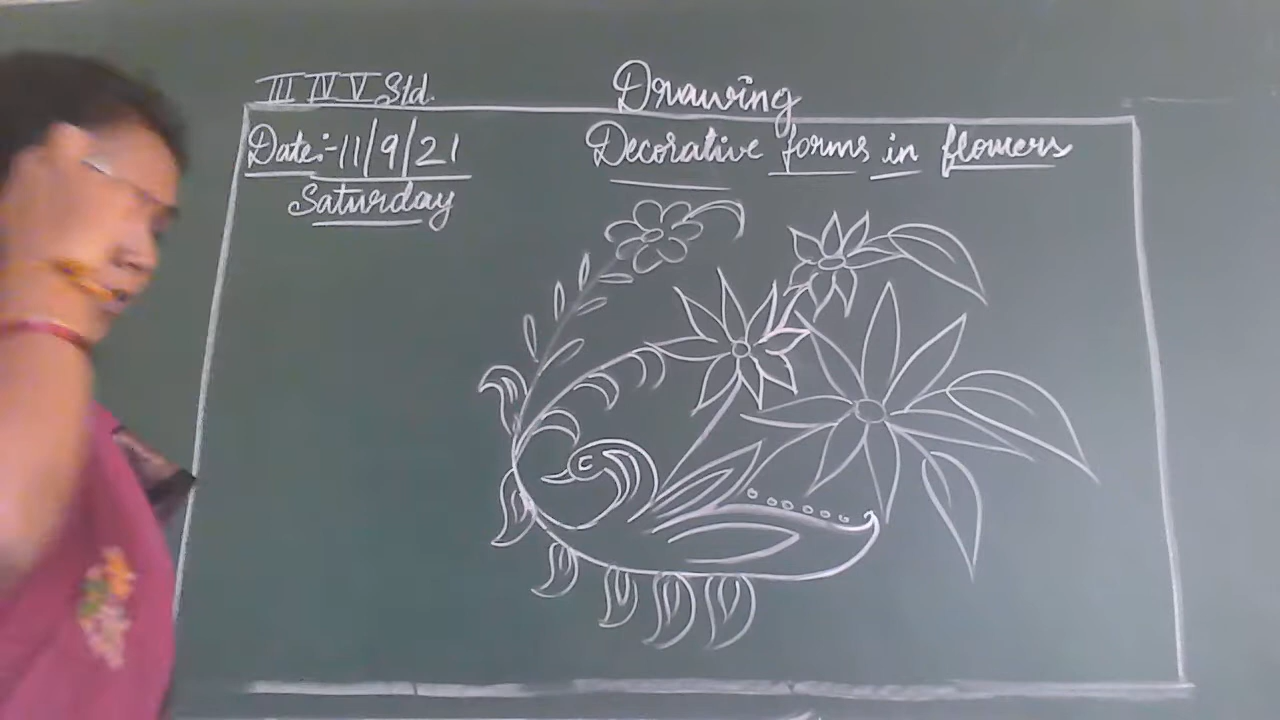 III IV V Std.
Drawing
Date:- 11/9/21
Decorative forms in flowers
Saturday